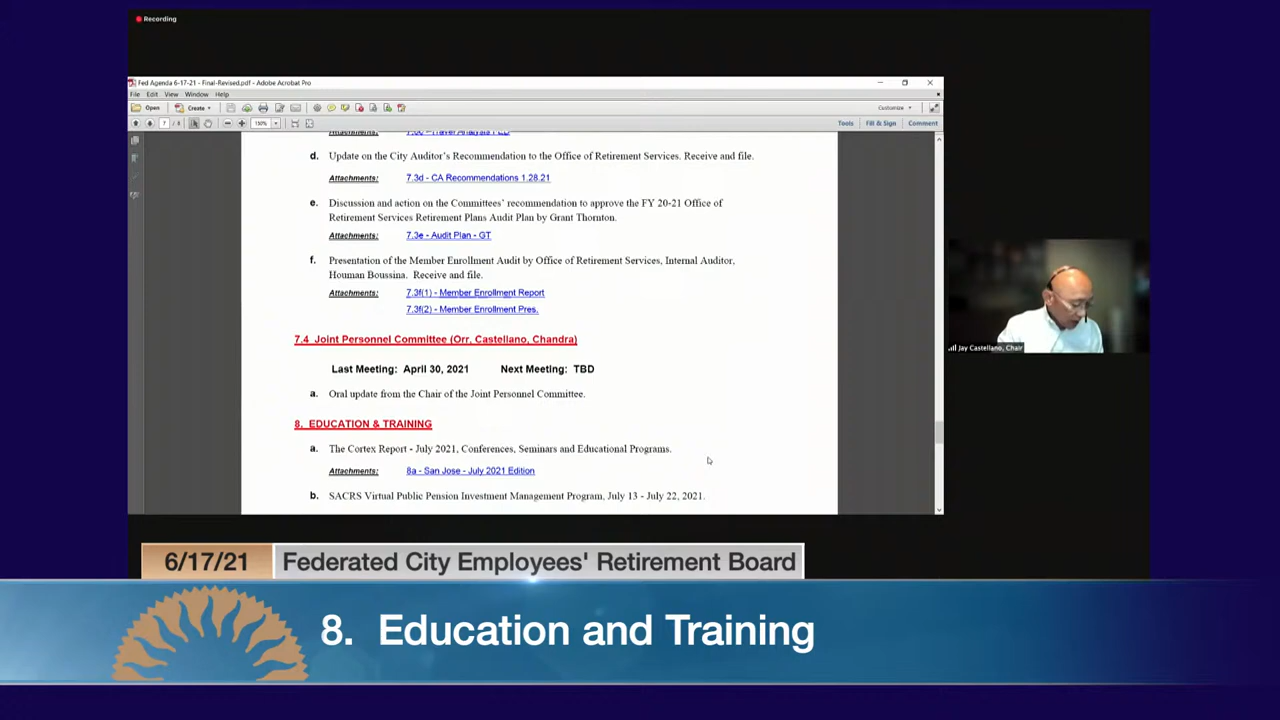 Recording
Fed Agenda 6-17-21 - Final-Revised.pdf - Adobe Acrobat Pro
File Edit View Window Help
Open Create Customize
7 / 8 150% Tools Fill & Sign Comment
Attachments:
d. Update on the City Auditor's Recommendation to the Office of Retirement Services. Receive and file.
Attachments: 7.3d - CA Recommendations 1.28.21
e. Discussion and action on the Committees' recommendation to approve the FY 20-21 Office of
Retirement Services Retirement Plans Audit Plan by Grant Thornton.
Attachments: 7.3e - Audit Plan - GT
f. Presentation of the Member Enrollment Audit by Office of Retirement Services, Internal Auditor,
Houman Boussina. Receive and file.
Attachments: 7.3f(1) - Member Enrollment Report
7.3f(2) - Member Enrollment Pres.
7.4 Joint Personnel Committee (Orr, Castellano, Chandra)
Last Meeting: April 30, 2021 Next Meeting: TBD
a. Oral update from the Chair of the Joint Personnel Committee.
8. EDUCATION & TRAINING
a. The Cortex Report - July 2021, Conferences, Seminars and Educational Programs.
Attachments: 8a - San Jose - July 2021 Edition
b. SACRS Virtual Public Pension Investment Management Program, July 13 - July 22, 2021.
Jay Castellano, Chair
6/17/21 Federated City Employees' Retirement Board
8. Education and Training